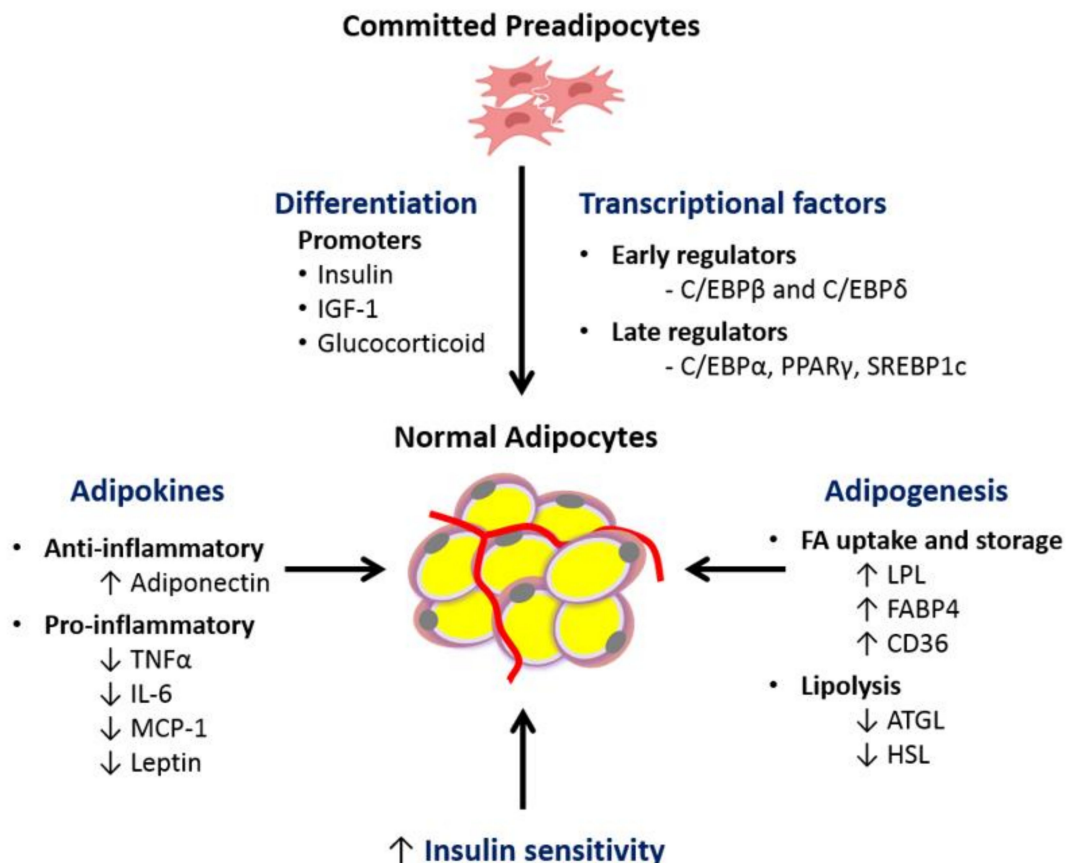 Committed Preadipocytes
Differentiation
Promoters
• Insulin
• IGF-1
• Glucocorticoid
Transcriptional factors
• Early regulators
- C/EBPβ and C/EBPδ
• Late regulators
- C/EBPα, PPARγ, SREBP1c
Normal Adipocytes
Adipokines
• Anti-inflammatory
↑ Adiponectin
• Pro-inflammatory
↓ TNFα
↓ IL-6
↓ MCP-1
↓ Leptin
Adipogenesis
• FA uptake and storage
↑ LPL
↑ FABP4
↑ CD36
• Lipolysis
↓ ATGL
↓ HSL
↑ Insulin sensitivity